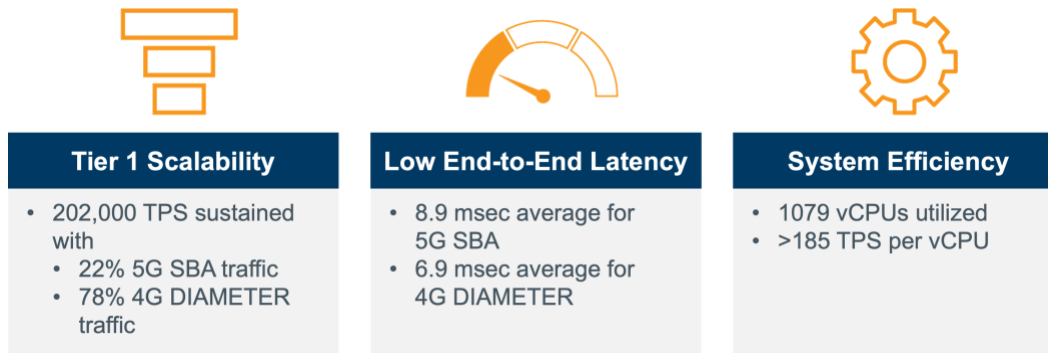 Tier 1 Scalability
• 202,000 TPS sustained
with
• 22% 5G SBA traffic
• 78% 4G DIAMETER
traffic
Low End-to-End Latency
• 8.9 msec average for
5G SBA
• 6.9 msec average for
4G DIAMETER
System Efficiency
• 1079 vCPUs utilized
• >185 TPS per vCPU